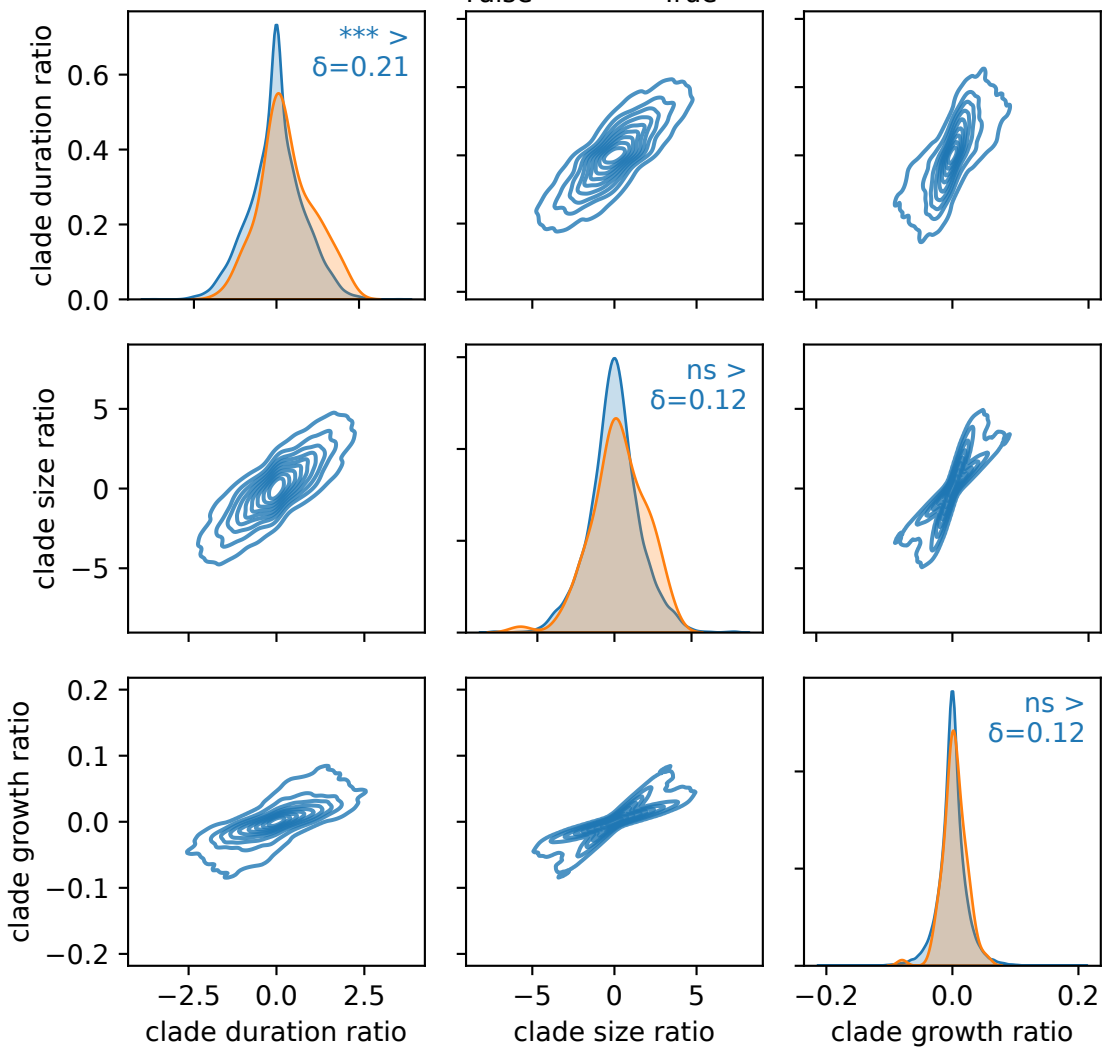 clade duration ratio
0.6
0.4
0.2
0.0
*** >
δ=0.21
clade size ratio
5
0
−5
ns >
δ=0.12
clade growth ratio
0.2
0.1
0.0
−0.1
−0.2
ns >
δ=0.12
−2.5 0.0 2.5
−5 0 5
−0.2 0.0 0.2
clade duration ratio
clade size ratio
clade growth ratio